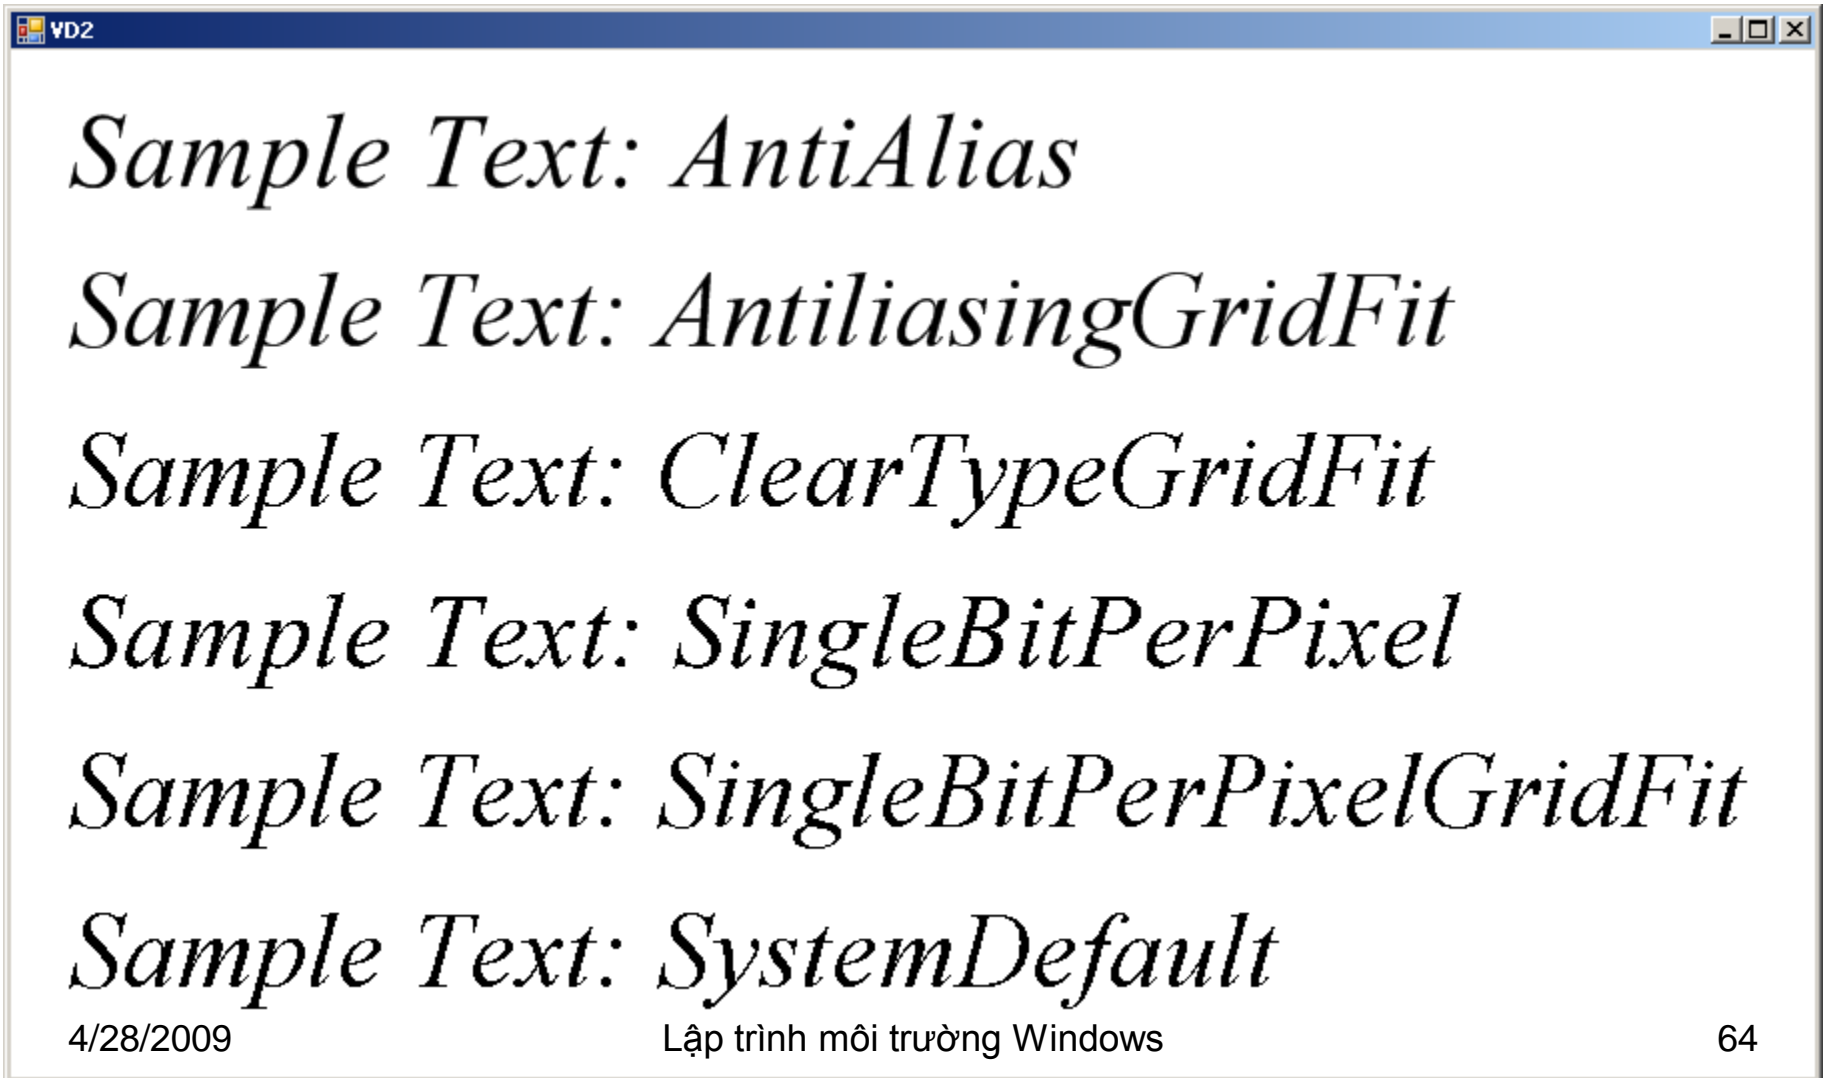 VD2
Sample Text: AntiAlias
Sample Text: AntiliasingGridFit
Sample Text: ClearTypeGridFit
Sample Text: SingleBitPerPixel
Sample Text: SingleBitPerPixelGridFit
Sample Text: SystemDefault
4/28/2009 Lập trình môi trường Windows 64